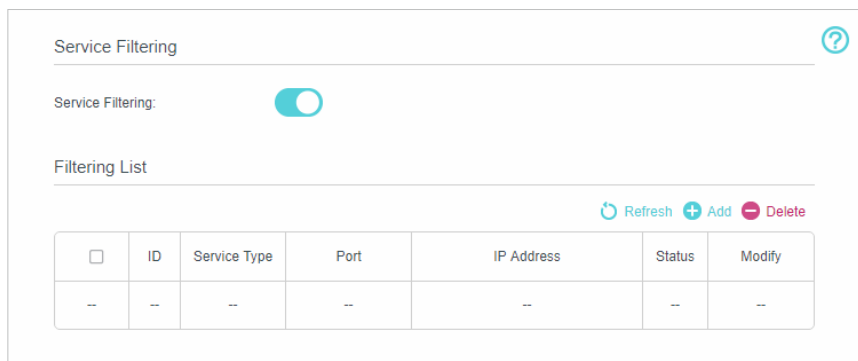 Service Filtering
?
Service Filtering:
Filtering List
Refresh Add Delete
ID Service Type Port IP Address Status Modify
-- -- -- -- -- -- --